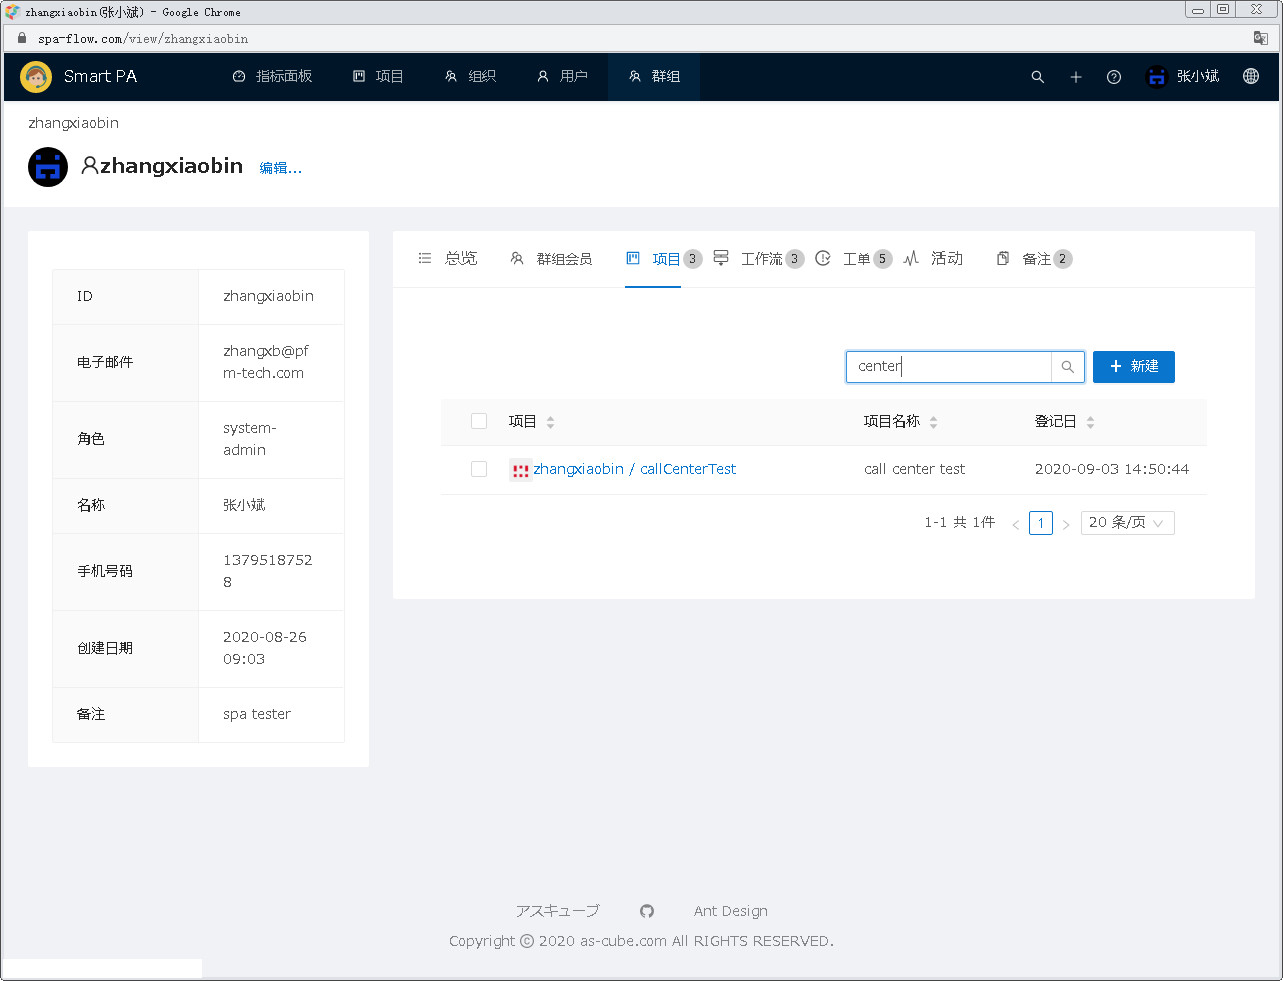 zhangxiaobin(张小斌) - Google Chrome
spa-flow.com/view/zhangxiaobin
Smart PA 指标面板 项目 组织 用户 群组 张小斌
zhangxiaobin
zhangxiaobin 编辑...
总览 群组会员 项目 3 工作流 3 工单 5 活动 备注 2
ID zhangxiaobin
电子邮件 zhangxb@pf
m-tech.com
角色 system-
admin
名称 张小斌
手机号码 1379518752
8
创建日期 2020-08-26
09:03
备注 spa tester
center 新建
项目 项目名称 登记日
zhangxiaobin / callCenterTest call center test 2020-09-03 14:50:44
1-1 共 1件 < 1 > 20 条/页
アスキューブ Ant Design
Copyright © 2020 as-cube.com All RIGHTS RESERVED.